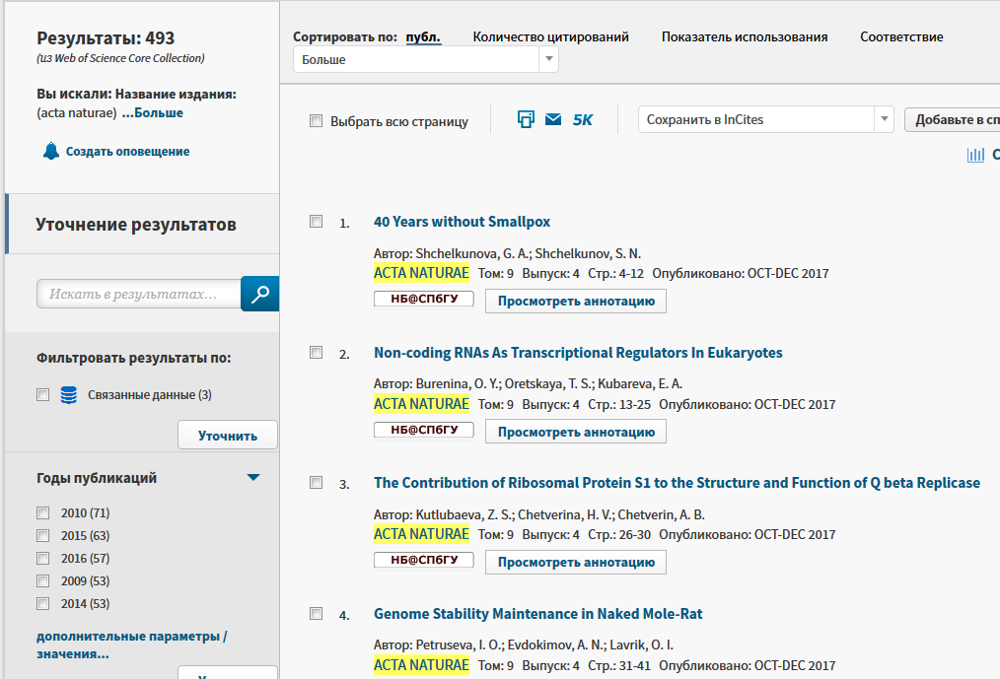 Результаты: 493
(из Web of Science Core Collection)
Вы искали: Название издания:
(acta naturae) ...Больше
Создать оповещение
Уточнение результатов
Искать в результатах...
Фильтровать результаты по:
Связанные данные (3)
Уточнить
Годы публикаций
2010 (71)
2015 (63)
2016 (57)
2009 (53)
2014 (53)
дополнительные параметры /
значения...
Сортировать по: публ. Количество цитирований Показатель использования Соответствие
Больше
Выбрать всю страницу
5K
Сохранить в InCites
Добавьте в сп
1. 40 Years without Smallpox
Автор: Shchelkunova, G. A.; Shchelkunov, S. N.
ACTA NATURAE Том: 9 Выпуск: 4 Стр.: 4-12 Опубликовано: OCT-DEC 2017
НБ@СПбГУ Просмотреть аннотацию
2. Non-coding RNAs As Transcriptional Regulators In Eukaryotes
Автор: Burenina, O. Y.; Oretskaya, T. S.; Kubareva, E. A.
ACTA NATURAE Том: 9 Выпуск: 4 Стр.: 13-25 Опубликовано: OCT-DEC 2017
НБ@СПбГУ Просмотреть аннотацию
3. The Contribution of Ribosomal Protein S1 to the Structure and Function of Q beta Replicase
Автор: Kutlubaeva, Z. S.; Chetverina, H. V.; Chetverin, A. B.
ACTA NATURAE Том: 9 Выпуск: 4 Стр.: 26-30 Опубликовано: OCT-DEC 2017
НБ@СПбГУ Просмотреть аннотацию
4. Genome Stability Maintenance in Naked Mole-Rat
Автор: Petruseva, I. O.; Evdokimov, A. N.; Lavrik, O. I.
ACTA NATURAE Том: 9 Выпуск: 4 Стр.: 31-41 Опубликовано: OCT-DEC 2017